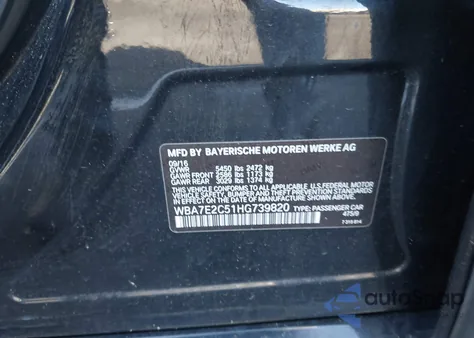 MFD BY BAYERISCHE MOTOREN WERKE AG
09/16
GVWR 5450 lbs 2472 kg
GAWR FRONT 2586 lbs 1173 kg
GAWR REAR 3029 lbs 1374 kg
THIS VEHICLE CONFORMS TO ALL APPLICABLE U.S. FEDERAL MOTOR
VEHICLE SAFETY, BUMPER, AND THEFT PREVENTION STANDARDS
IN EFFECT ON THE DATE OF MANUFACTURE SHOWN ABOVE.
WBA7E2C51HG739820 TYPE: PASSENGER CAR
475/9
autoSnap